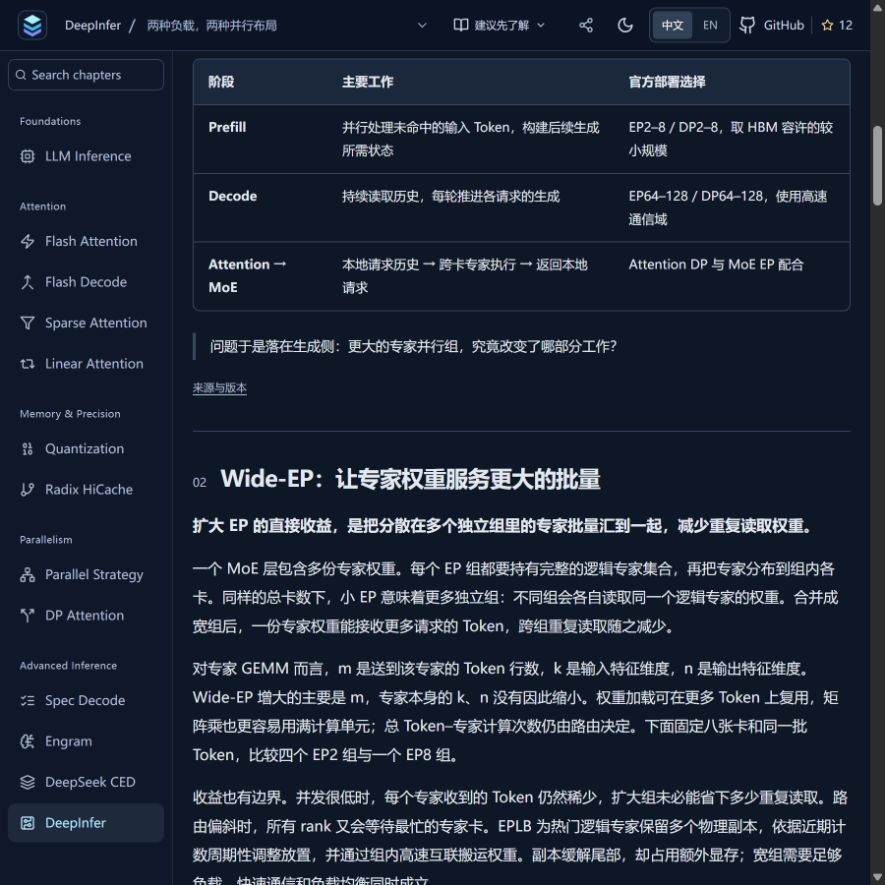 DeepInfer / 两种负载，两种并行布局
建议先了解
中文 EN
GitHub
12
Search chapters
Foundations
LLM Inference
Attention
Flash Attention
Flash Decode
Sparse Attention
Linear Attention
Memory & Precision
Quantization
Radix HiCache
Parallelism
Parallel Strategy
DP Attention
Advanced Inference
Spec Decode
Engram
DeepSeek CED
DeepInfer
阶段 主要工作 官方部署选择
Prefill 并行处理未命中的输入 Token，构建后续生成 EP2–8 / DP2–8，取 HBM 容许的较
所需状态 小规模
Decode 持续读取历史，每轮推进各请求的生成 EP64–128 / DP64–128，使用高速
通信域
Attention → 本地请求历史 → 跨卡专家执行 → 返回本地 Attention DP 与 MoE EP 配合
MoE 请求
问题于是落在生成侧：更大的专家并行组，究竟改变了哪部分工作？
来源与版本
02 Wide-EP：让专家权重服务更大的批量
扩大 EP 的直接收益，是把分散在多个独立组里的专家批量汇到一起，减少重复读取权重。
一个 MoE 层包含多份专家权重。每个 EP 组都要持有完整的逻辑专家集合，再把专家分布到组内各
卡。同样的总卡数下，小 EP 意味着更多独立组：不同组会各自读取同一个逻辑专家的权重。合并成
宽组后，一份专家权重能接收更多请求的 Token，跨组重复读取随之减少。
对专家 GEMM 而言，m 是送到该专家的 Token 行数，k 是输入特征维度，n 是输出特征维度。
Wide-EP 增大的主要是 m，专家本身的 k、n 没有因此缩小。权重加载可在更多 Token 上复用，矩
阵乘也更容易用满计算单元；总 Token–专家计算次数仍由路由决定。下面固定八张卡和同一批
Token，比较四个 EP2 组与一个 EP8 组。
收益也有边界。并发很低时，每个专家收到的 Token 仍然稀少，扩大组未必能省下多少重复读取。路
由偏斜时，所有 rank 又会等待最忙的专家卡。EPLB 为热门逻辑专家保留多个物理副本，依据近期计
数周期性调整放置，并通过组内高速互联搬运权重。副本缓解尾部，却占用额外显存；宽组需要足够
负载、快速通信和负载均衡同时成立。